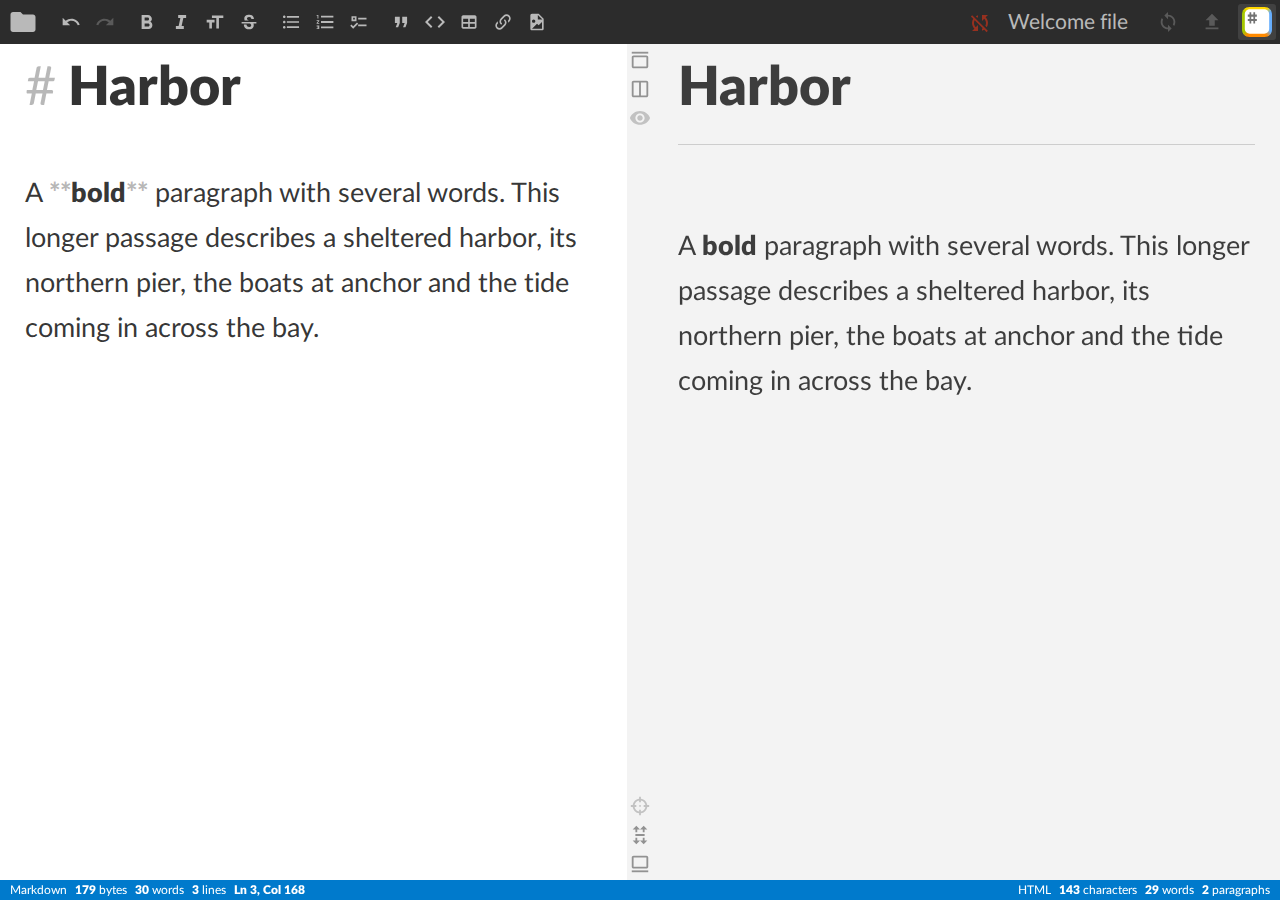 Welcome file
# Harbor
A **bold** paragraph with several words. This
longer passage describes a sheltered harbor, its
northern pier, the boats at anchor and the tide
coming in across the bay.
Harbor
A bold paragraph with several words. This longer
passage describes a sheltered harbor, its
northern pier, the boats at anchor and the tide
coming in across the bay.
Markdown 179 bytes 30 words 3 lines Ln 3, Col 168
HTML 143 characters 29 words 2 paragraphs